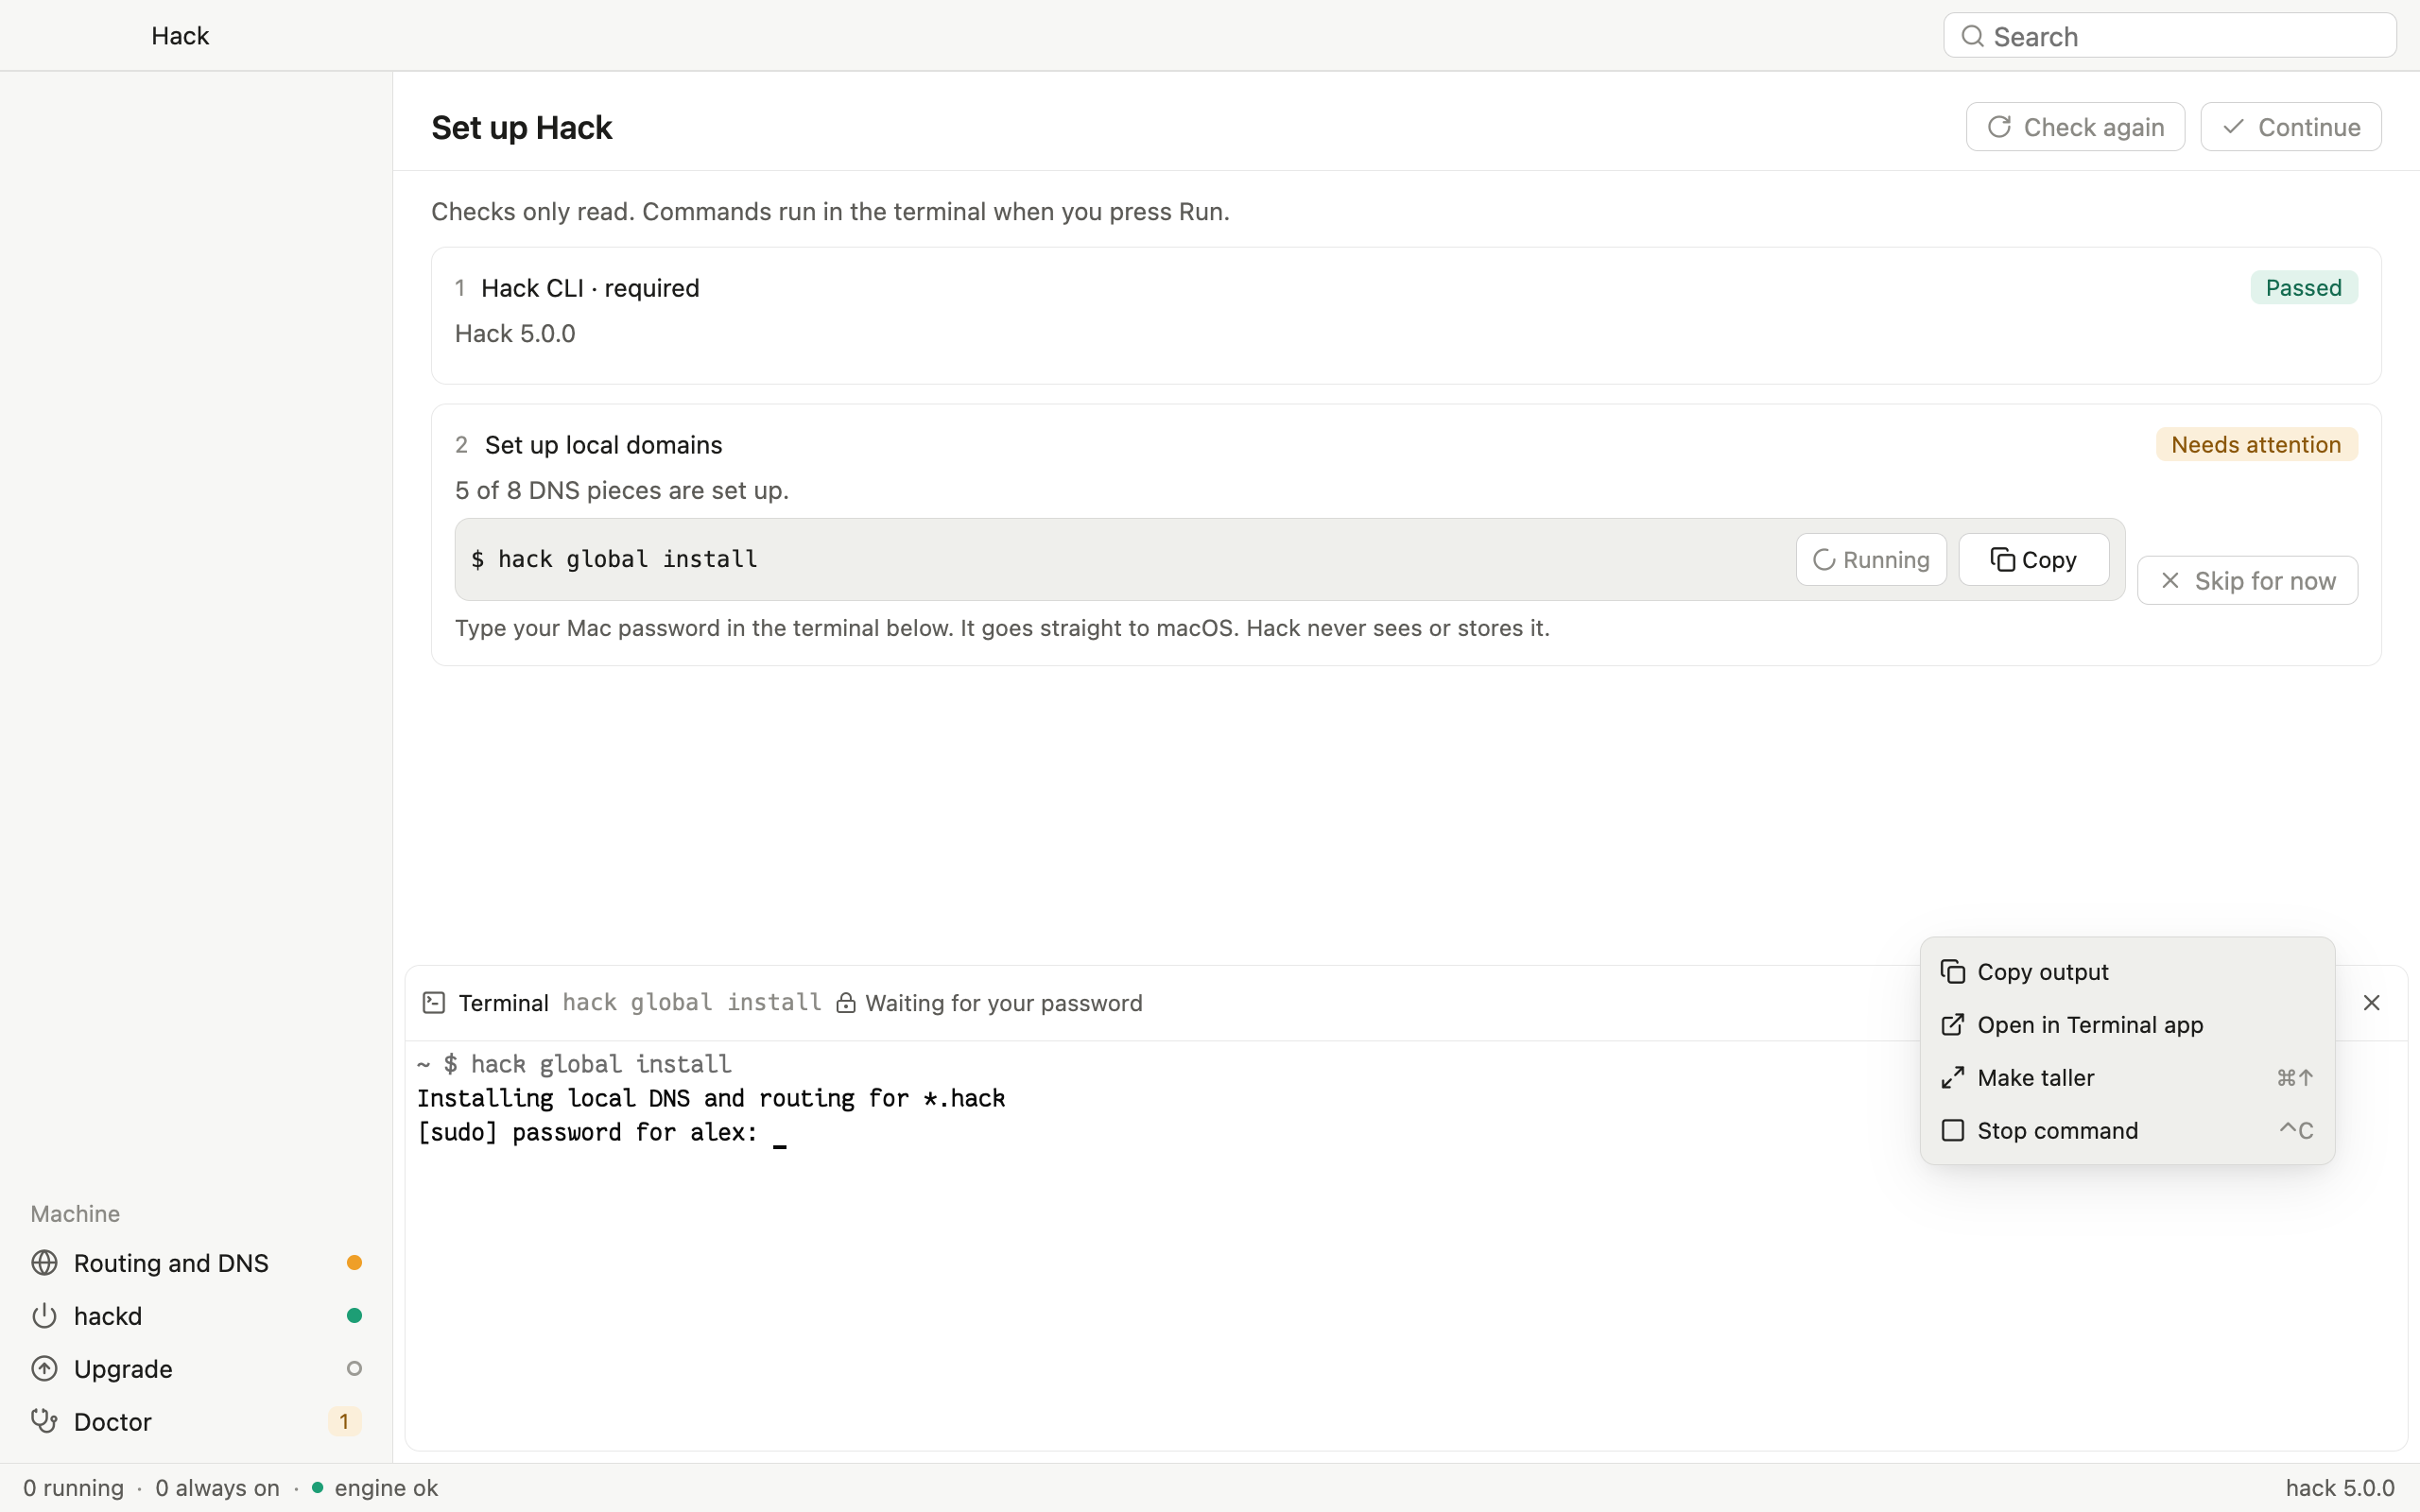 Hack
Search
Set up Hack
Check again
Continue
Checks only read. Commands run in the terminal when you press Run.
1 Hack CLI · required
Passed
Hack 5.0.0
2 Set up local domains
Needs attention
5 of 8 DNS pieces are set up.
$ hack global install
Running
Copy
Skip for now
Type your Mac password in the terminal below. It goes straight to macOS. Hack never sees or stores it.
Terminal hack global install Waiting for your password
~ $ hack global install
Installing local DNS and routing for *.hack
[sudo] password for alex: _
Copy output
Open in Terminal app
Make taller ⌘↑
Stop command ^C
Machine
Routing and DNS
hackd
Upgrade
Doctor 1
0 running · 0 always on · engine ok
hack 5.0.0